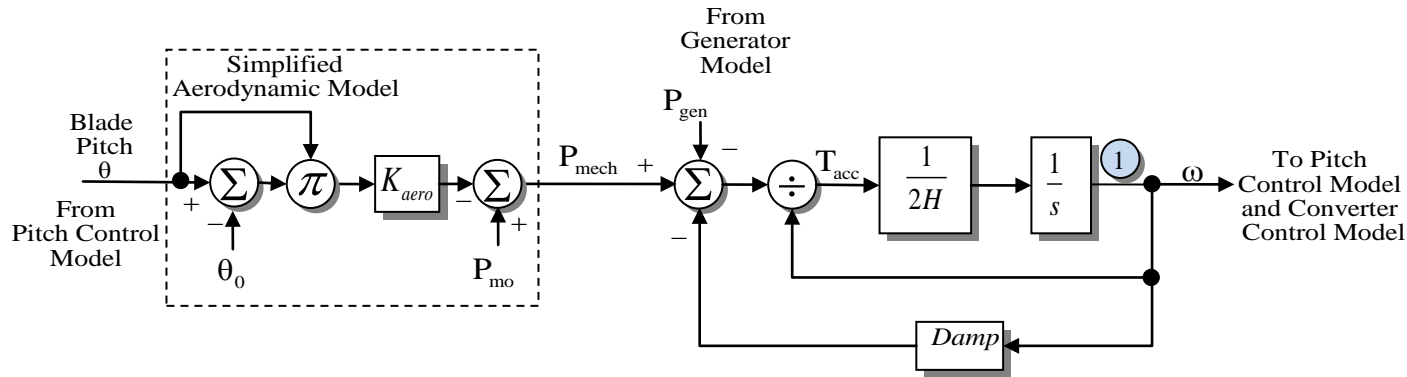 From
Generator
Model
Simplified
Aerodynamic Model
P_gen
Blade
Pitch
θ
From
Pitch Control
Model
+
Σ
−
θ_0
π
K_aero
−
Σ
+
P_mo
P_mech
+
−
Σ
−
÷
T_acc
1
2H
1
s
1
ω
To Pitch
Control Model
and Converter
Control Model
Damp